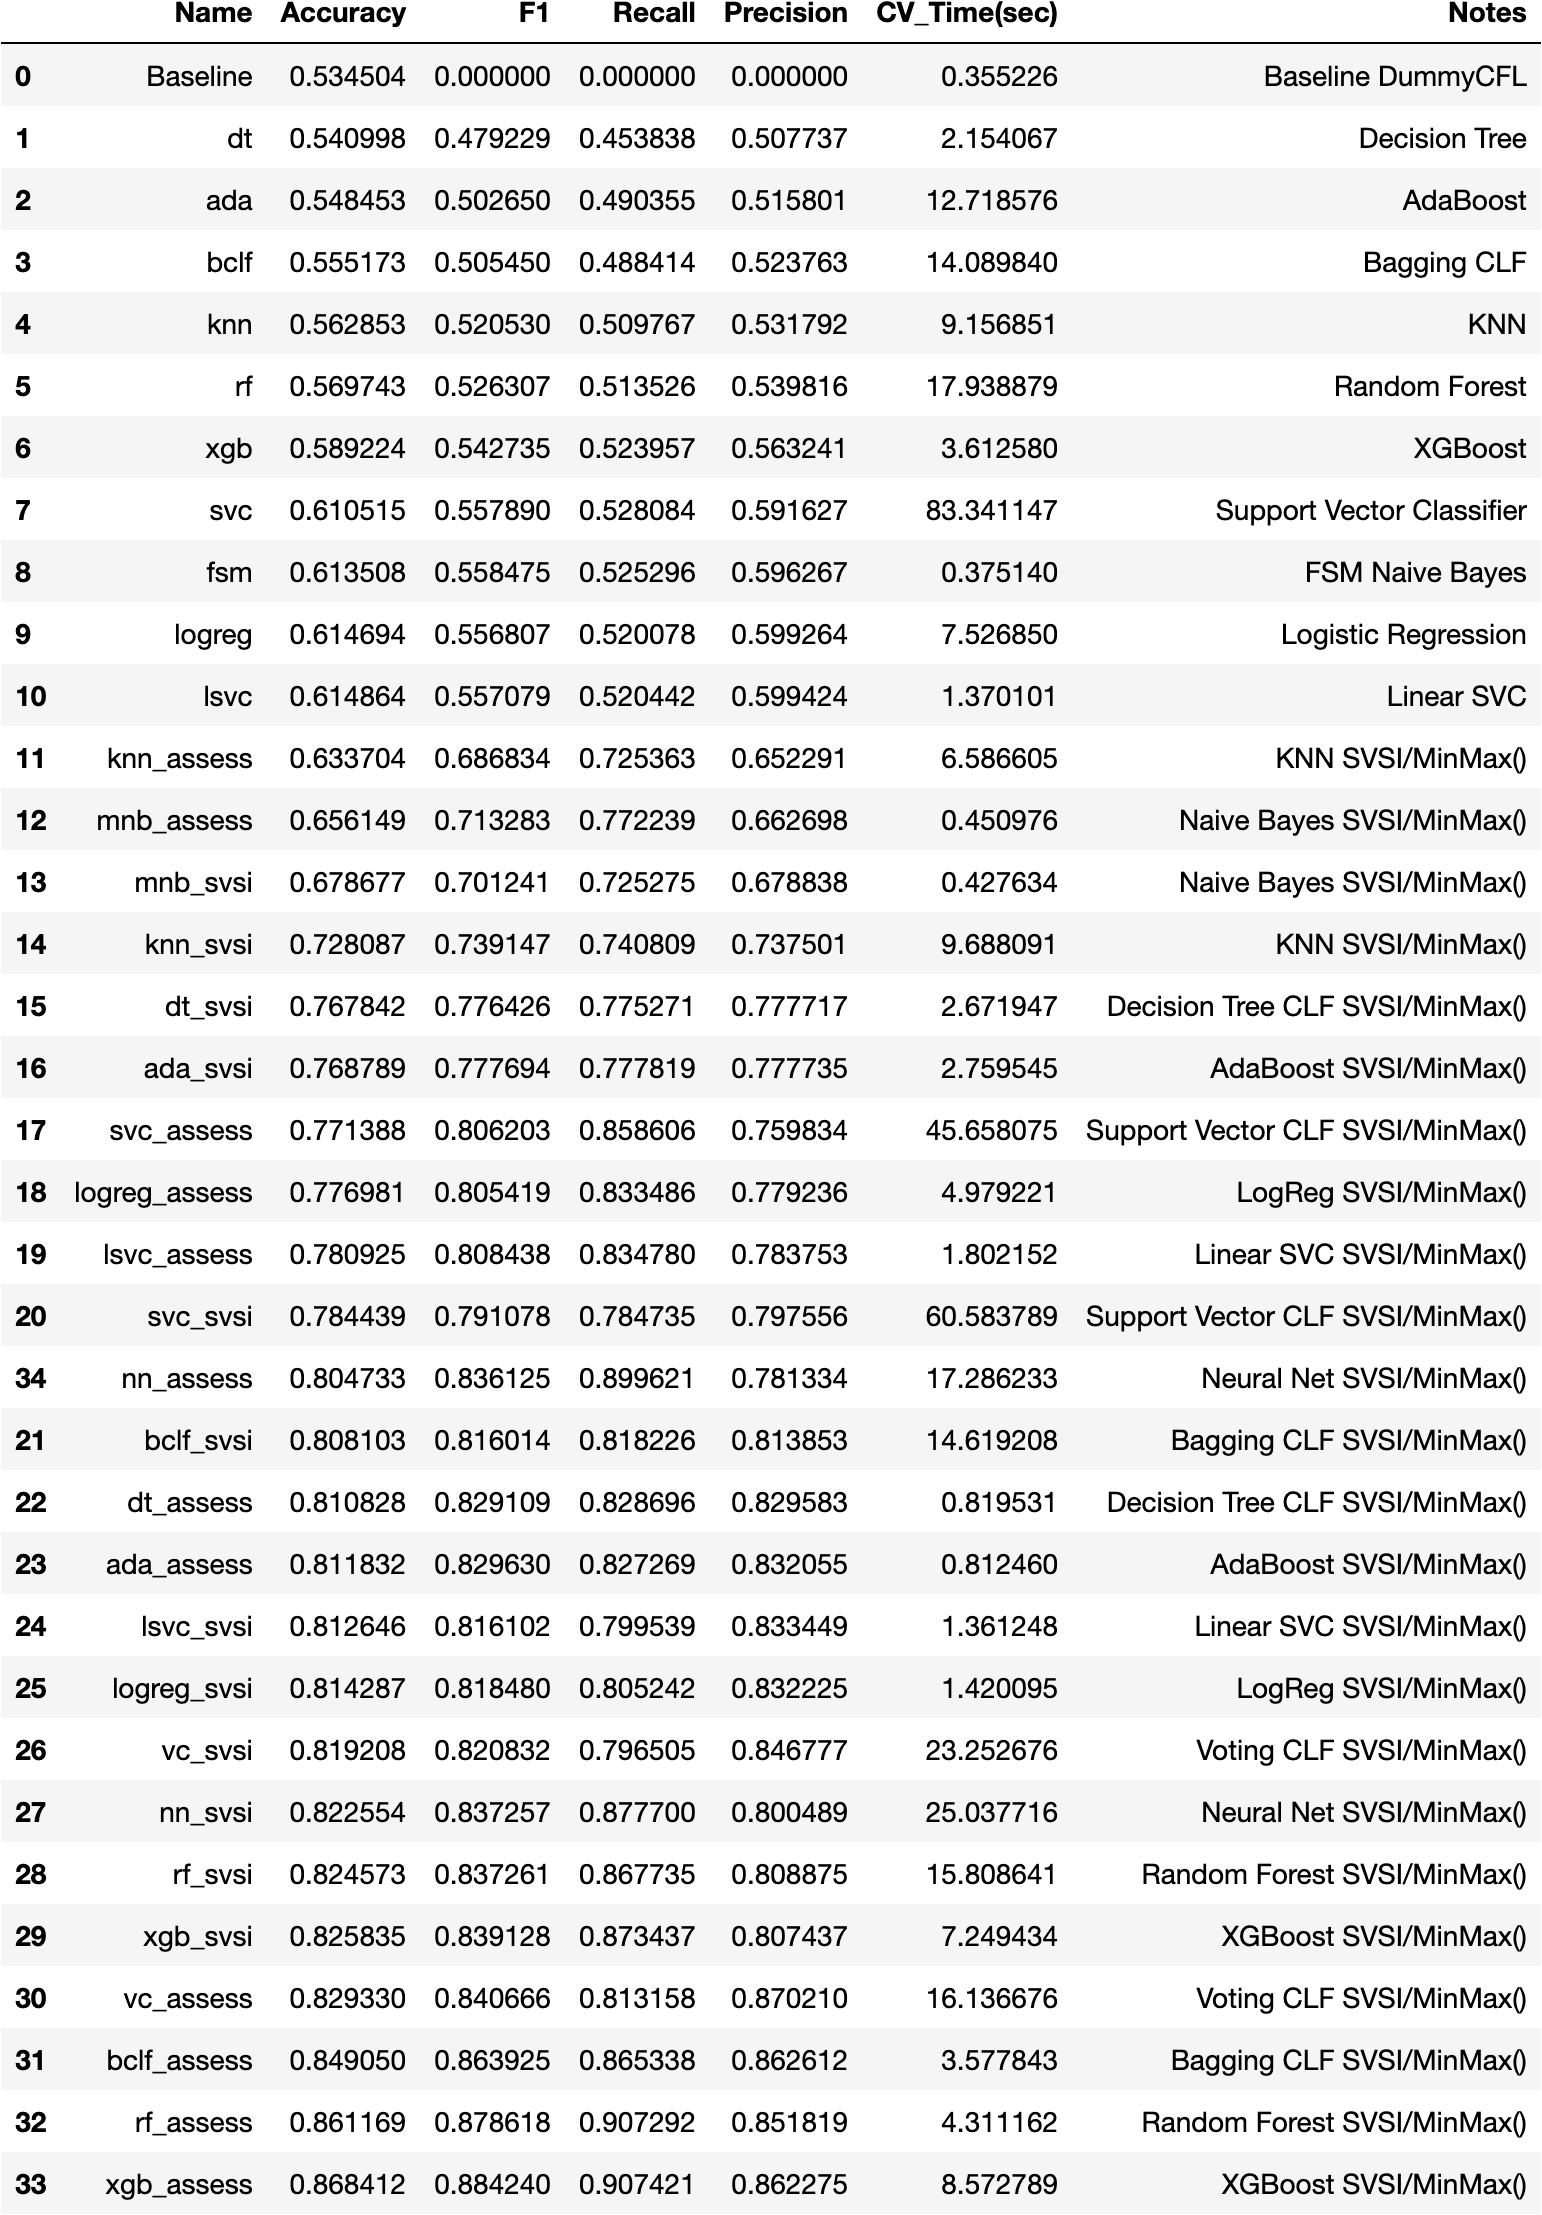 Name Accuracy F1 Recall Precision CV_Time(sec) Notes
0 Baseline 0.534504 0.000000 0.000000 0.000000 0.355226 Baseline DummyCFL
1 dt 0.540998 0.479229 0.453838 0.507737 2.154067 Decision Tree
2 ada 0.548453 0.502650 0.490355 0.515801 12.718576 AdaBoost
3 bclf 0.555173 0.505450 0.488414 0.523763 14.089840 Bagging CLF
4 knn 0.562853 0.520530 0.509767 0.531792 9.156851 KNN
5 rf 0.569743 0.526307 0.513526 0.539816 17.938879 Random Forest
6 xgb 0.589224 0.542735 0.523957 0.563241 3.612580 XGBoost
7 svc 0.610515 0.557890 0.528084 0.591627 83.341147 Support Vector Classifier
8 fsm 0.613508 0.558475 0.525296 0.596267 0.375140 FSM Naive Bayes
9 logreg 0.614694 0.556807 0.520078 0.599264 7.526850 Logistic Regression
10 lsvc 0.614864 0.557079 0.520442 0.599424 1.370101 Linear SVC
11 knn_assess 0.633704 0.686834 0.725363 0.652291 6.586605 KNN SVSI/MinMax()
12 mnb_assess 0.656149 0.713283 0.772239 0.662698 0.450976 Naive Bayes SVSI/MinMax()
13 mnb_svsi 0.678677 0.701241 0.725275 0.678838 0.427634 Naive Bayes SVSI/MinMax()
14 knn_svsi 0.728087 0.739147 0.740809 0.737501 9.688091 KNN SVSI/MinMax()
15 dt_svsi 0.767842 0.776426 0.775271 0.777717 2.671947 Decision Tree CLF SVSI/MinMax()
16 ada_svsi 0.768789 0.777694 0.777819 0.777735 2.759545 AdaBoost SVSI/MinMax()
17 svc_assess 0.771388 0.806203 0.858606 0.759834 45.658075 Support Vector CLF SVSI/MinMax()
18 logreg_assess 0.776981 0.805419 0.833486 0.779236 4.979221 LogReg SVSI/MinMax()
19 lsvc_assess 0.780925 0.808438 0.834780 0.783753 1.802152 Linear SVC SVSI/MinMax()
20 svc_svsi 0.784439 0.791078 0.784735 0.797556 60.583789 Support Vector CLF SVSI/MinMax()
34 nn_assess 0.804733 0.836125 0.899621 0.781334 17.286233 Neural Net SVSI/MinMax()
21 bclf_svsi 0.808103 0.816014 0.818226 0.813853 14.619208 Bagging CLF SVSI/MinMax()
22 dt_assess 0.810828 0.829109 0.828696 0.829583 0.819531 Decision Tree CLF SVSI/MinMax()
23 ada_assess 0.811832 0.829630 0.827269 0.832055 0.812460 AdaBoost SVSI/MinMax()
24 lsvc_svsi 0.812646 0.816102 0.799539 0.833449 1.361248 Linear SVC SVSI/MinMax()
25 logreg_svsi 0.814287 0.818480 0.805242 0.832225 1.420095 LogReg SVSI/MinMax()
26 vc_svsi 0.819208 0.820832 0.796505 0.846777 23.252676 Voting CLF SVSI/MinMax()
27 nn_svsi 0.822554 0.837257 0.877700 0.800489 25.037716 Neural Net SVSI/MinMax()
28 rf_svsi 0.824573 0.837261 0.867735 0.808875 15.808641 Random Forest SVSI/MinMax()
29 xgb_svsi 0.825835 0.839128 0.873437 0.807437 7.249434 XGBoost SVSI/MinMax()
30 vc_assess 0.829330 0.840666 0.813158 0.870210 16.136676 Voting CLF SVSI/MinMax()
31 bclf_assess 0.849050 0.863925 0.865338 0.862612 3.577843 Bagging CLF SVSI/MinMax()
32 rf_assess 0.861169 0.878618 0.907292 0.851819 4.311162 Random Forest SVSI/MinMax()
33 xgb_assess 0.868412 0.884240 0.907421 0.862275 8.572789 XGBoost SVSI/MinMax()